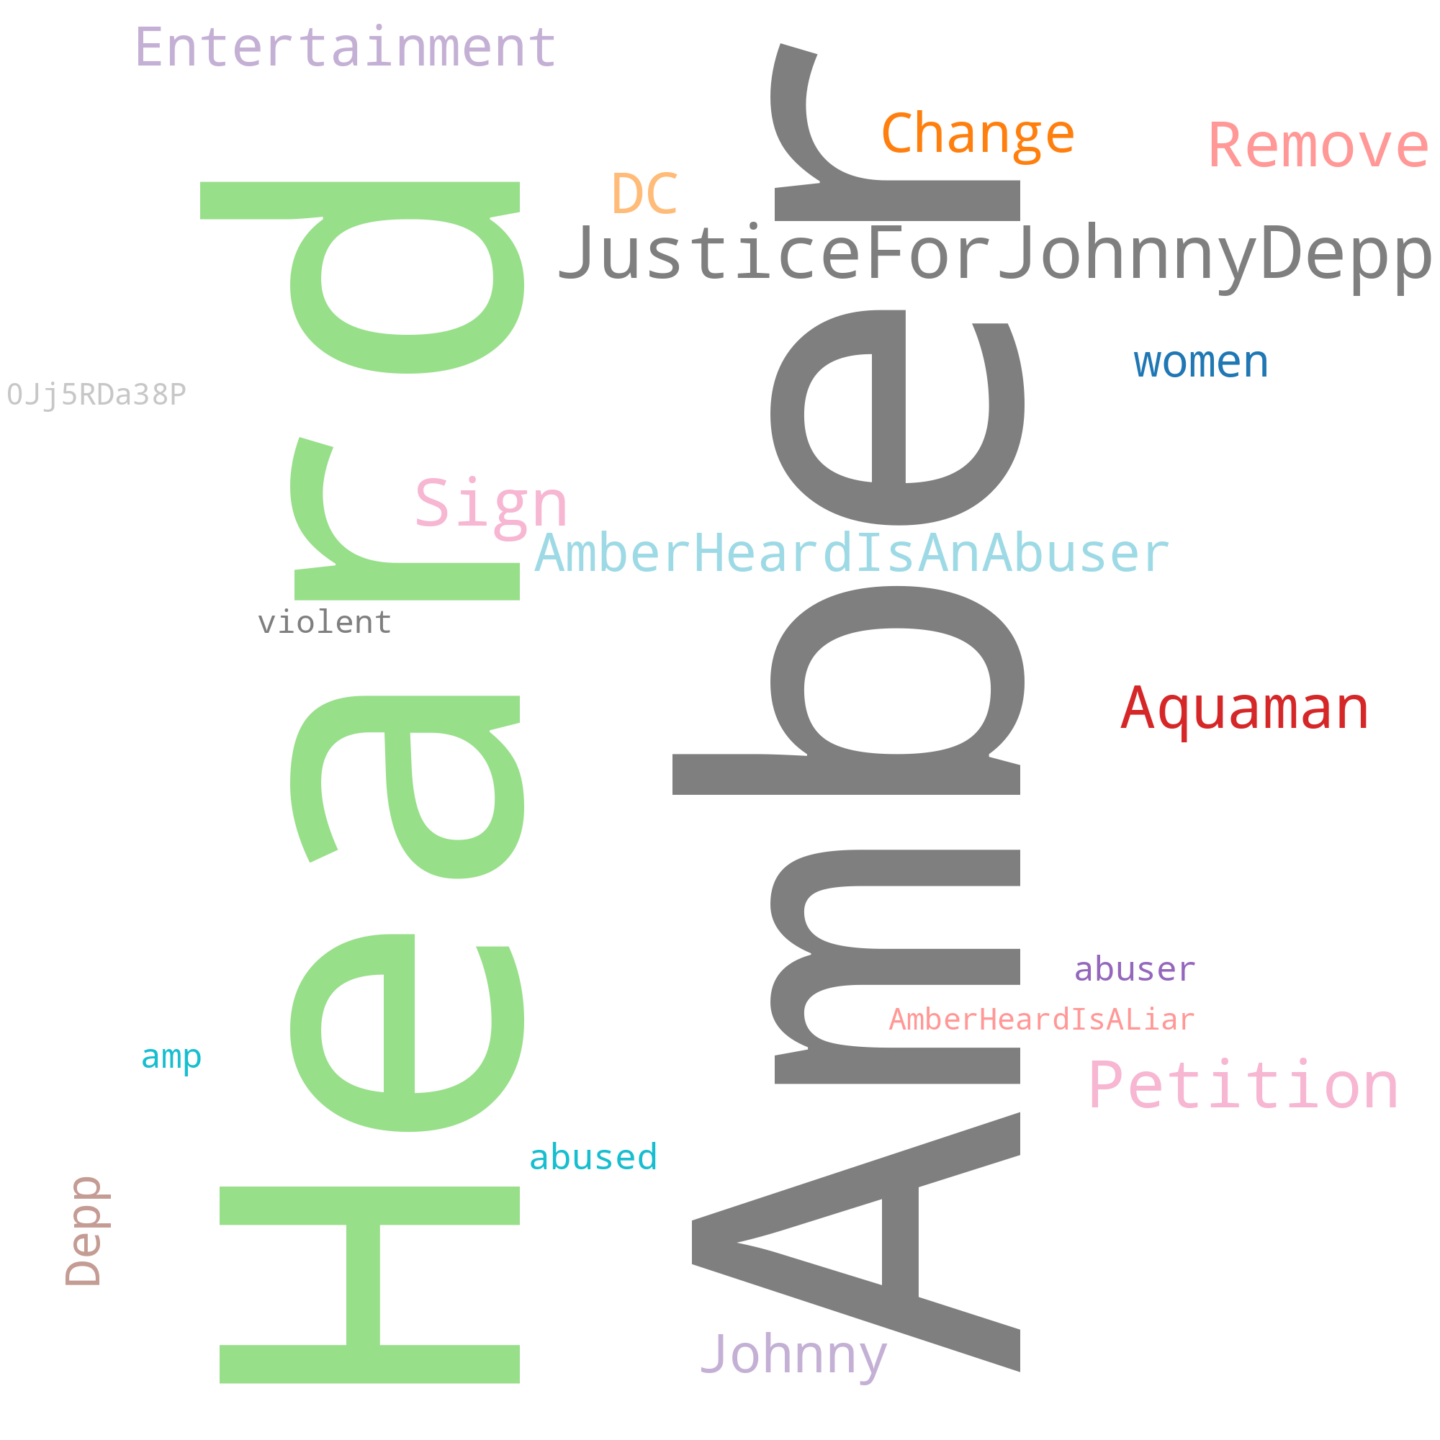 Entertainment
Change
Remove
DC
JusticeForJohnnyDepp
women
0Jj5RDa38P
Sign
AmberHeardIsAnAbuser
violent
Aquaman
Heard
Amber
abuser
AmberHeardIsALiar
amp
Petition
abused
Depp
Johnny